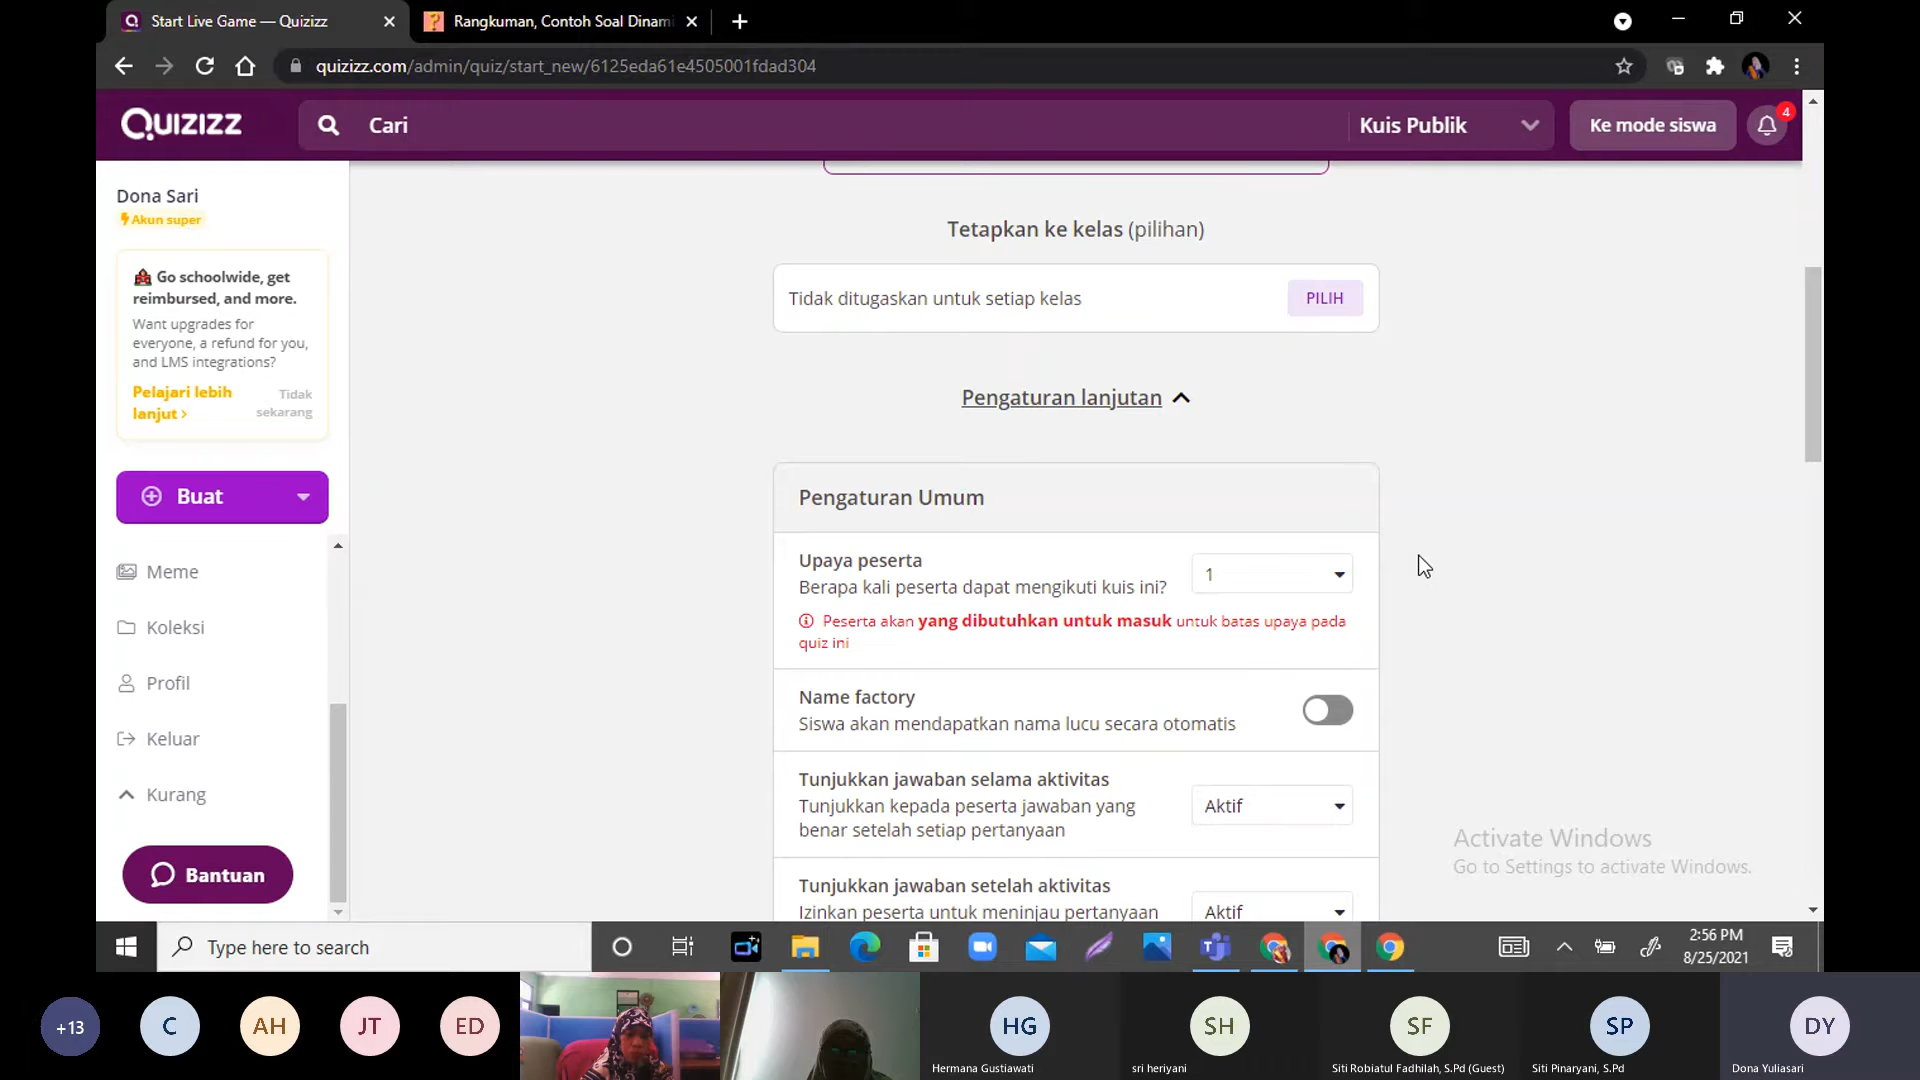 Start Live Game — Quizizz
Rangkuman, Contoh Soal Dinam
quizizz.com/admin/quiz/start_new/6125eda61e4505001fdad304
Quizizz
Cari
Kuis Publik
Ke mode siswa
4
Dona Sari
Akun super
Go schoolwide, get
reimbursed, and more.
Want upgrades for
everyone, a refund for you,
and LMS integrations?
Pelajari lebih
lanjut ›
Tidak
sekarang
Buat
Meme
Koleksi
Profil
Keluar
Kurang
Bantuan
Tetapkan ke kelas (pilihan)
Tidak ditugaskan untuk setiap kelas
PILIH
Pengaturan lanjutan
Pengaturan Umum
Upaya peserta
Berapa kali peserta dapat mengikuti kuis ini?
1
Peserta akan yang dibutuhkan untuk masuk untuk batas upaya pada
quiz ini
Name factory
Siswa akan mendapatkan nama lucu secara otomatis
Tunjukkan jawaban selama aktivitas
Tunjukkan kepada peserta jawaban yang
benar setelah setiap pertanyaan
Aktif
Tunjukkan jawaban setelah aktivitas
Izinkan peserta untuk meninjau pertanyaan
Aktif
Activate Windows
Go to Settings to activate Windows.
Type here to search
2:56 PM
8/25/2021
+13
C
AH
JT
ED
HG
SH
SF
SP
DY
Hermana Gustiawati
sri heriyani
Siti Robiatul Fadhilah, S.Pd (Guest)
Siti Pinaryani, S.Pd
Dona Yuliasari